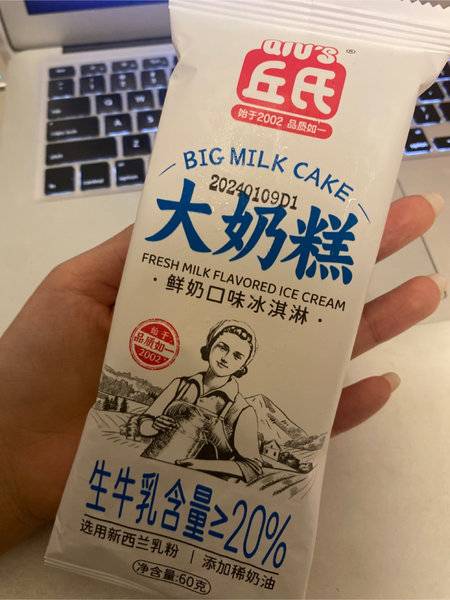 QIU'S
®
丘氏
始于2002 品质如一
BIG MILK CAKE
20240109D1
大奶糕
FRESH MILK FLAVORED ICE CREAM
·鲜奶口味冰淇淋·
始于
品质如一
2002
生牛乳含量≥20%
选用新西兰乳粉 | 添加稀奶油
净含量:60克